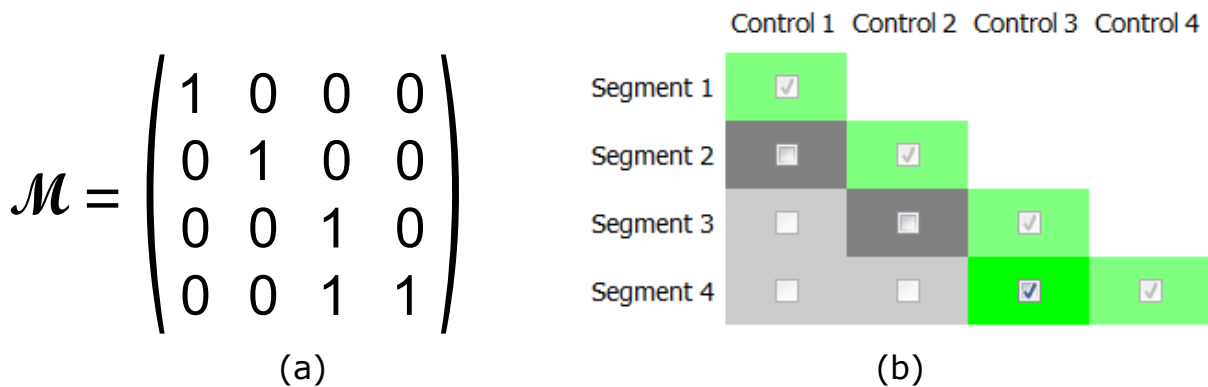 ℳ =
1 0 0 0
0 1 0 0
0 0 1 0
0 0 1 1
(a)
Control 1 Control 2 Control 3 Control 4
Segment 1
Segment 2
Segment 3
Segment 4
(b)